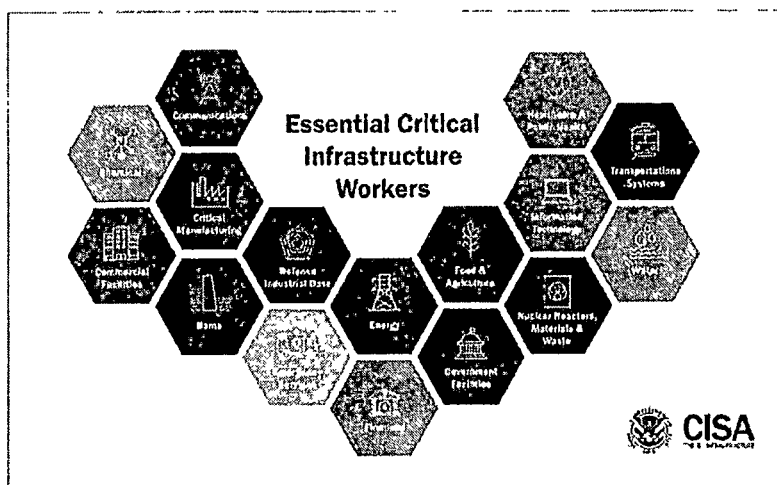 Essential Critical
Infrastructure
Workers
Communications
Chemical
Critical
Manufacturing
Commercial
Facilities
Defense
Industrial Base
Energy
Food &
Agriculture
Government
Facilities
Nuclear Reactors,
Materials &
Waste
Information
Technology
Healthcare &
Transportations
Systems
Water
CISA